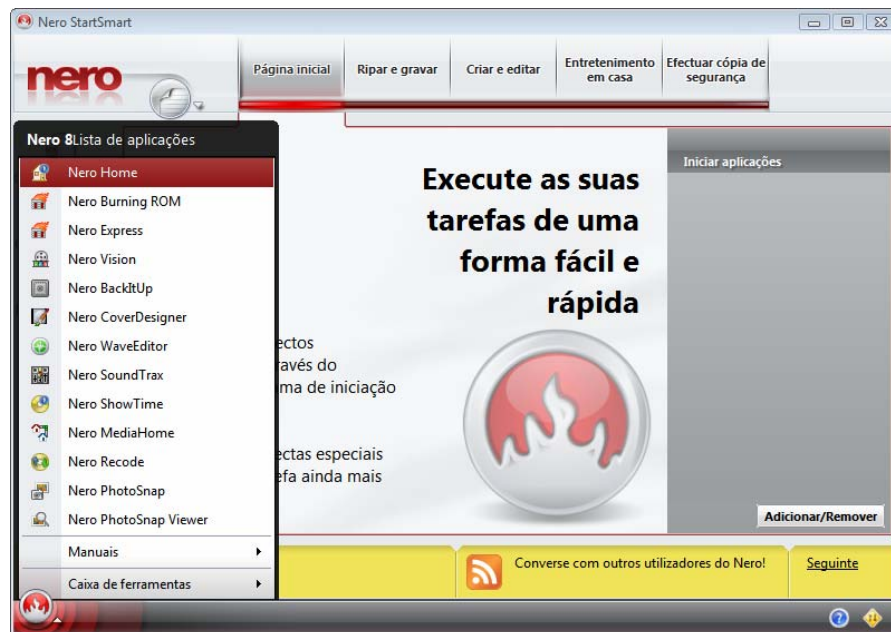 Nero StartSmart
nero
Página inicial
Ripar e gravar
Criar e editar
Entretenimento
em casa
Efectuar cópia de
segurança
Nero 8Lista de aplicações
Nero Home
Nero Burning ROM
Nero Express
Nero Vision
Nero BackItUp
Nero CoverDesigner
Nero WaveEditor
Nero SoundTrax
Nero ShowTime
Nero MediaHome
Nero Recode
Nero PhotoSnap
Nero PhotoSnap Viewer
Manuais
Caixa de ferramentas
Execute as suas
tarefas de uma
forma fácil e
rápida
ectos
ravés do
ma de iniciação
ectas especiais
efa ainda mais
Iniciar aplicações
Adicionar/Remover
Converse com outros utilizadores do Nero!
Seguinte